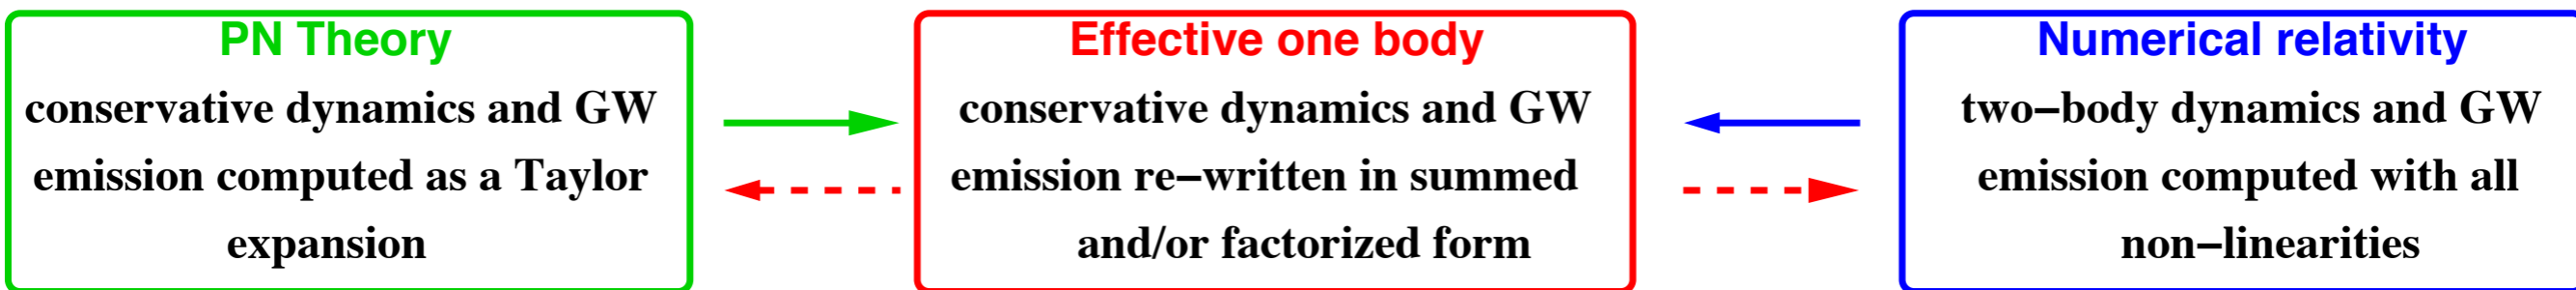 PN Theory
conservative dynamics and GW
emission computed as a Taylor
expansion
Effective one body
conservative dynamics and GW
emission re−written in summed
and/or factorized form
Numerical relativity
two−body dynamics and GW
emission computed with all
non−linearities